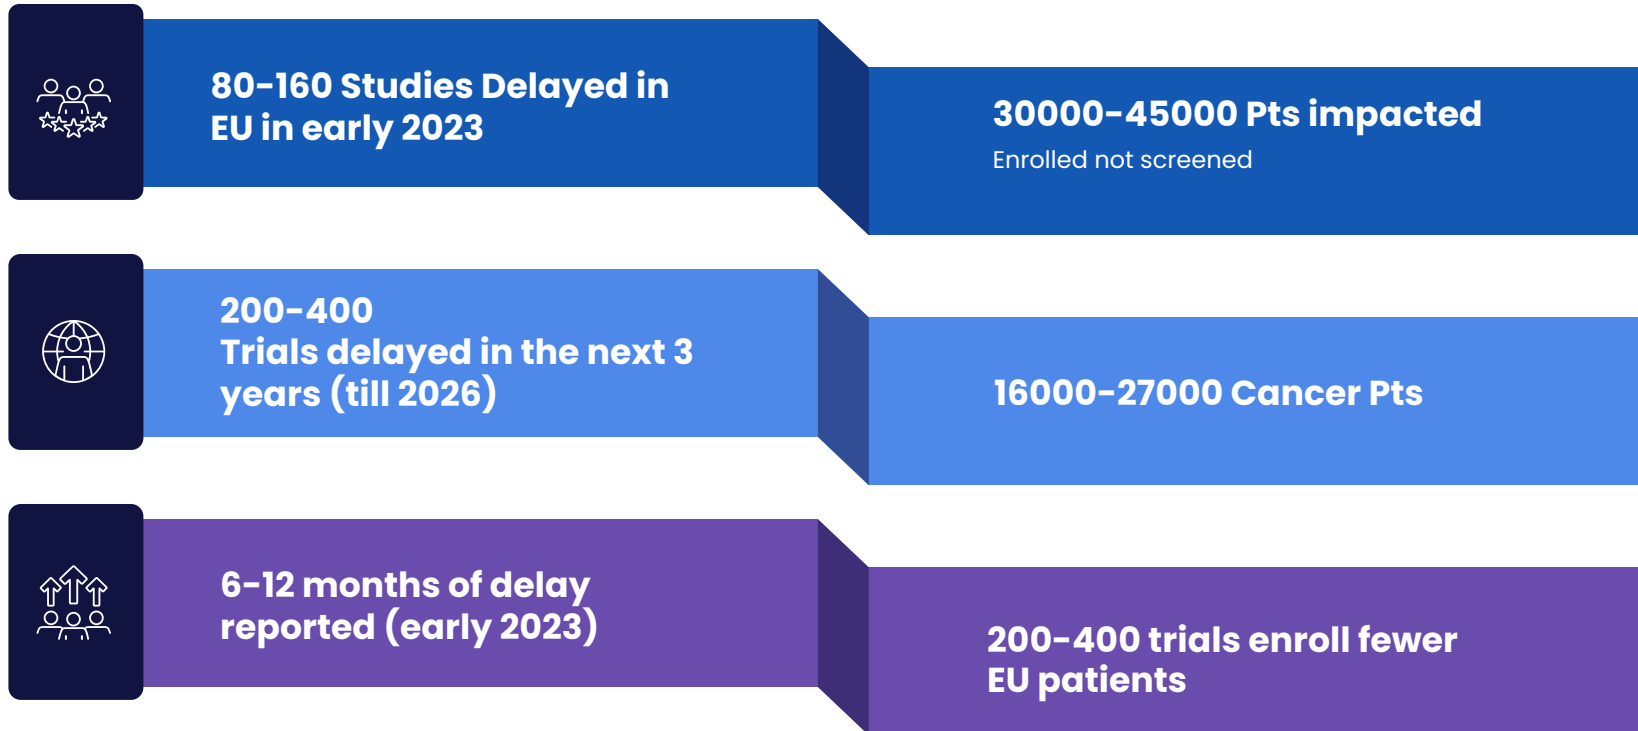 80-160 Studies Delayed in
EU in early 2023
30000-45000 Pts impacted
Enrolled not screened
200-400
Trials delayed in the next 3
years (till 2026)
16000-27000 Cancer Pts
6-12 months of delay
reported (early 2023)
200-400 trials enroll fewer
EU patients